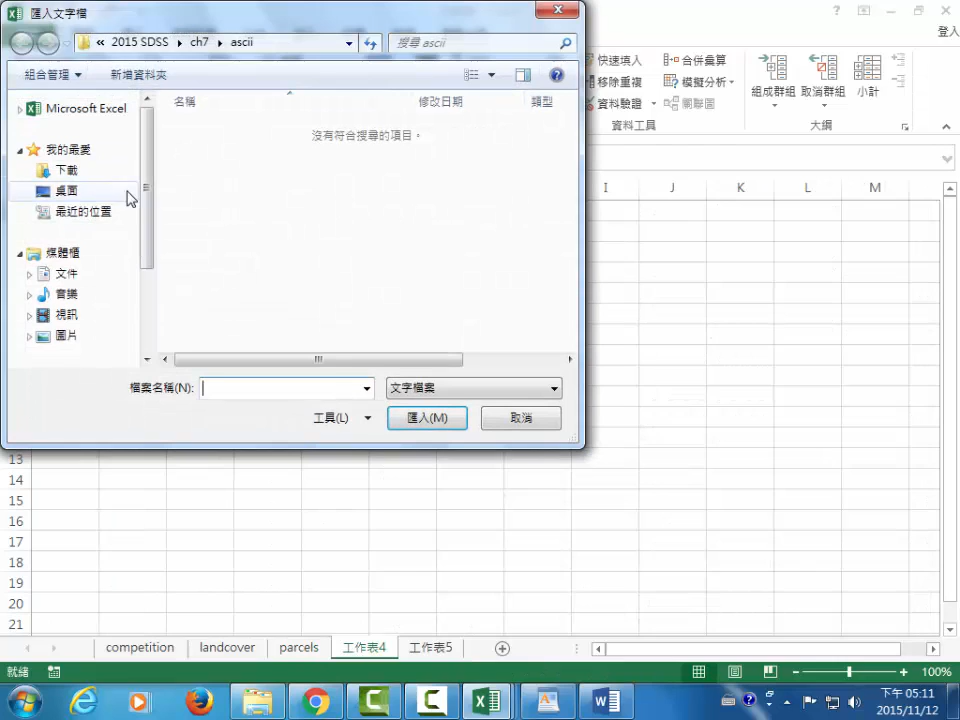 匯入文字檔
登入
« 2015 SDSS ▸ ch7 ▸ ascii
搜尋 ascii
組合管理 ▾
新增資料夾
快速填入
合併彙算
移除重複
模擬分析
資料驗證
關聯圖
組成群組
取消群組
小計
資料工具
大綱
名稱
修改日期
類型
沒有符合搜尋的項目。
Microsoft Excel
我的最愛
下載
桌面
最近的位置
媒體櫃
文件
音樂
視訊
圖片
檔案名稱(N):
文字檔案
工具(L)
匯入(M)
取消
I J K L M
13
14
15
16
17
18
19
20
21
competition
landcover
parcels
工作表4
工作表5
就緒
100%
下午 05:11
2015/11/12